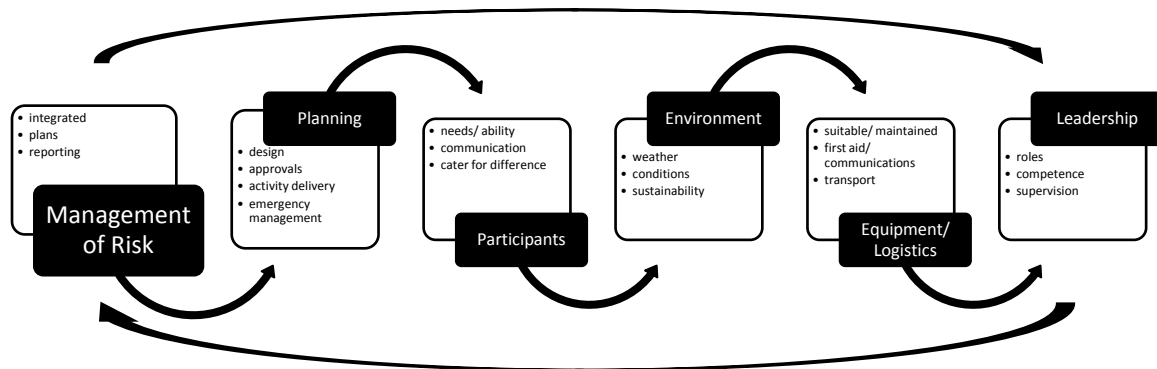 • integrated
• plans
• reporting
Management
of Risk
Planning
• design
• approvals
• activity delivery
• emergency
management
• needs/ ability
• communication
• cater for difference
Participants
Environment
• weather
• conditions
• sustainability
• suitable/ maintained
• first aid/
communications
• transport
Equipment/
Logistics
Leadership
• roles
• competence
• supervision